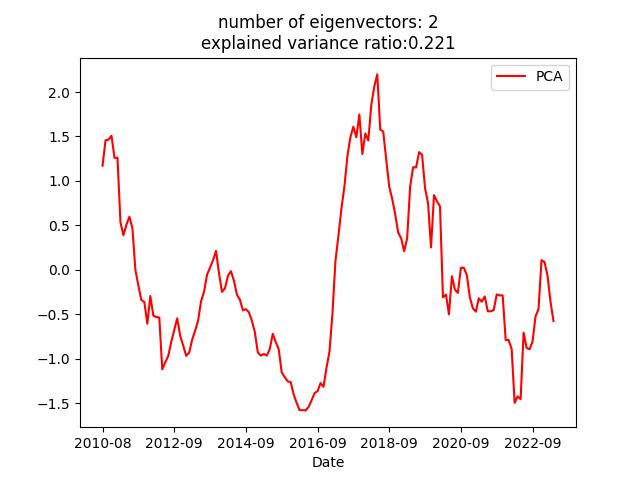 number of eigenvectors: 2
explained variance ratio:0.221
PCA
2.0
1.5
1.0
0.5
0.0
−0.5
−1.0
−1.5
2010-08 2012-09 2014-09 2016-09 2018-09 2020-09 2022-09
Date